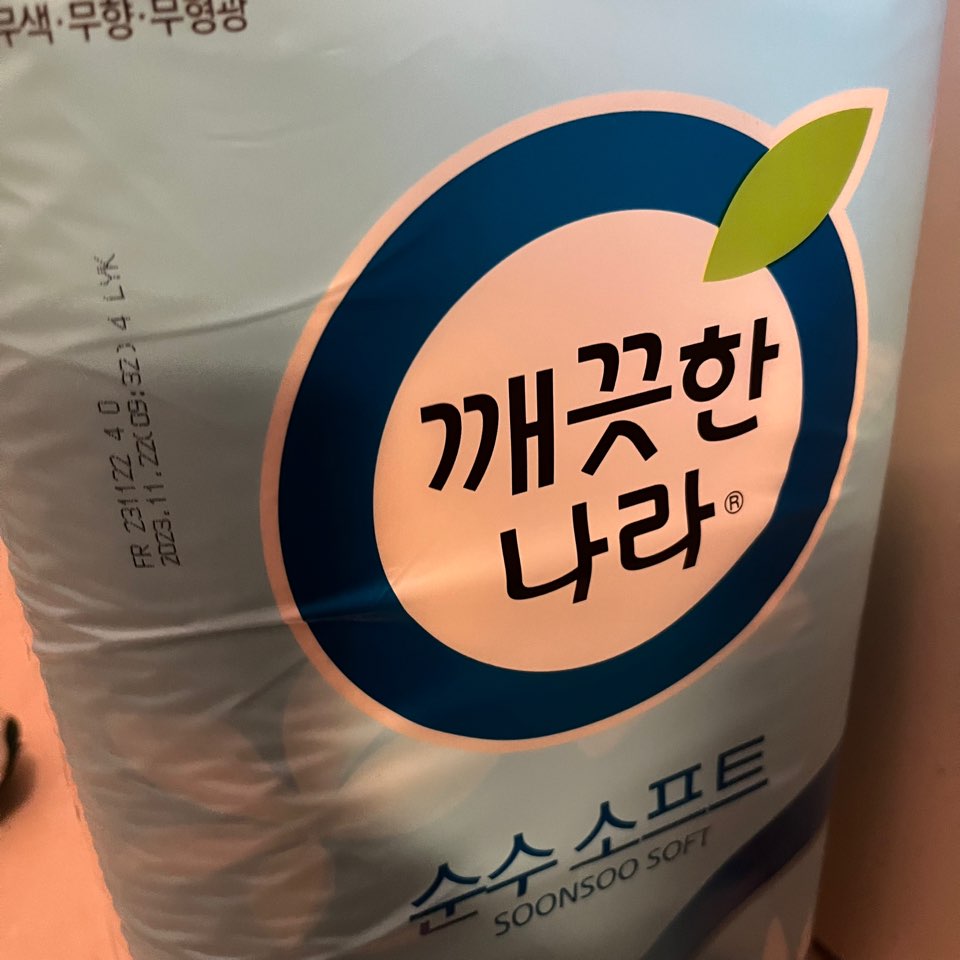 무색·무향·무형광
FR 231122 4 0
2023.11.22(09:32) 4 LYK
깨끗한
나라®
순수소프트
SOONSOO SOFT